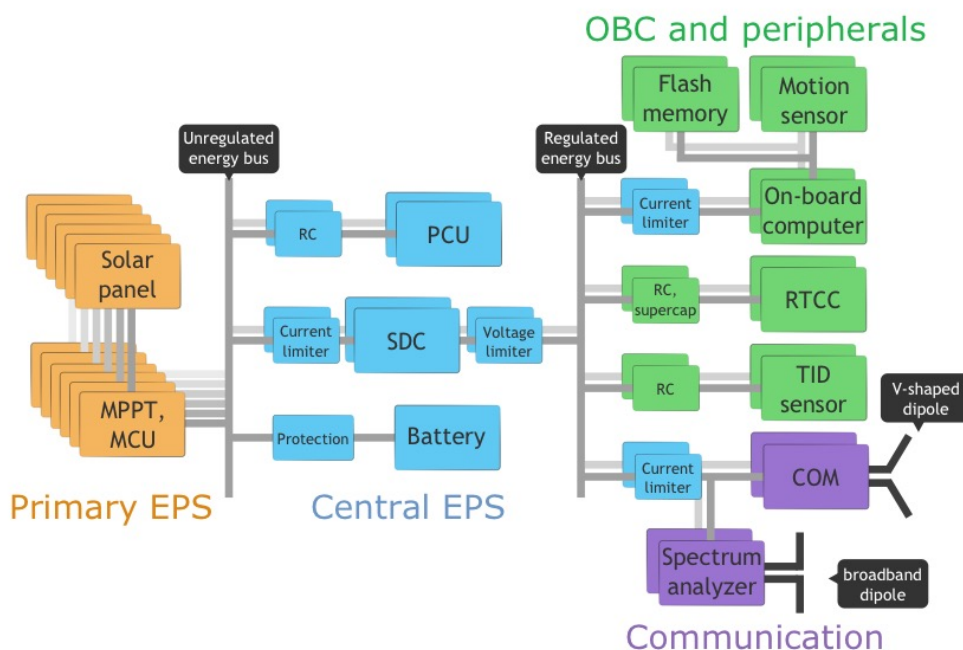 OBC and peripherals
Flash
memory
Motion
sensor
Unregulated
energy bus
Regulated
energy bus
Current
limiter
On-board
computer
RC
PCU
Solar
panel
RC,
supercap
RTCC
Current
limiter
SDC
Voltage
limiter
RC
TID
sensor
V-shaped
dipole
MPPT,
MCU
Protection
Battery
Current
limiter
COM
Primary EPS
Central EPS
Spectrum
analyzer
broadband
dipole
Communication